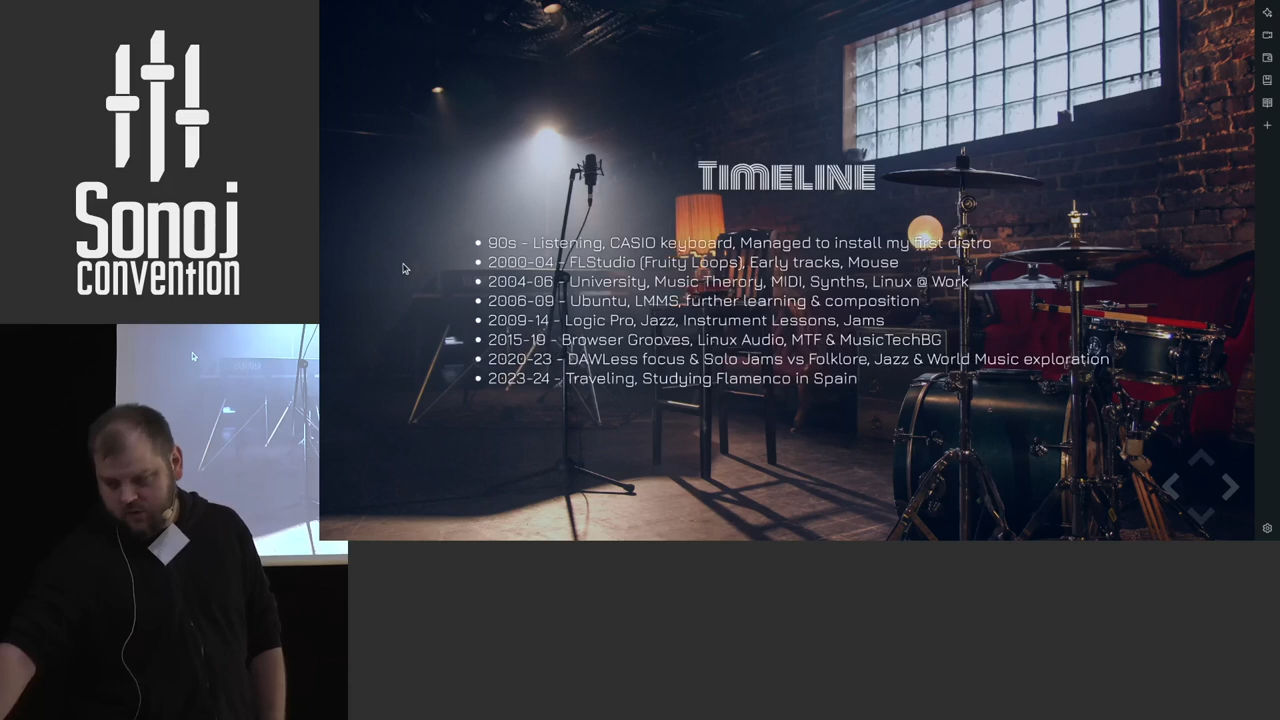 Sonoj
convention
TIMELINE
• 90s - Listening, CASIO keyboard, Managed to install my first distro
• 2000-04 - FLStudio (Fruity Loops), Early tracks, Mouse
• 2004-06 - University, Music Therory, MIDI, Synths, Linux @ Work
• 2006-09 - Ubuntu, LMMS, further learning & composition
• 2009-14 - Logic Pro, Jazz, Instrument Lessons, Jams
• 2015-19 - Browser Grooves, Linux Audio, MTF & MusicTechBG
• 2020-23 - DAWLess focus & Solo Jams vs Folklore, Jazz & World Music exploration
• 2023-24 - Traveling, Studying Flamenco in Spain